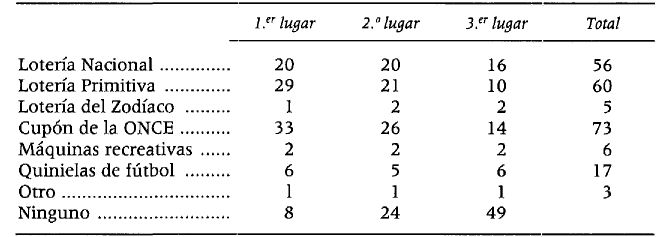 1.er lugar 2.º lugar 3.er lugar Total
Lotería Nacional .............. 20 20 16 56
Lotería Primitiva .............. 29 21 10 60
Lotería del Zodíaco ........... 1 2 2 5
Cupón de la ONCE .......... 33 26 14 73
Máquinas recreativas ...... 2 2 2 6
Quinielas de fútbol ......... 6 5 6 17
Otro ................................. 1 1 1 3
Ninguno .......................... 8 24 49